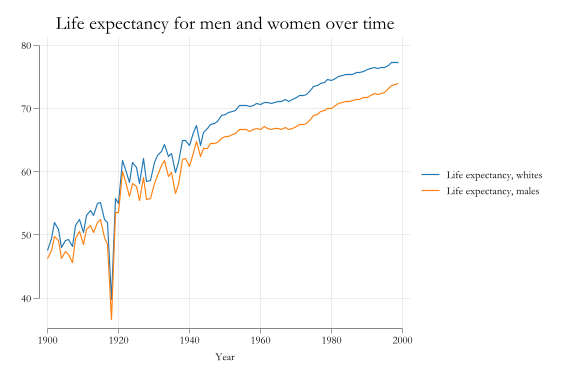 Life expectancy for men and women over time
80
70
60
50
40
1900
1920
1940
1960
1980
2000
Year
Life expectancy, whites
Life expectancy, males